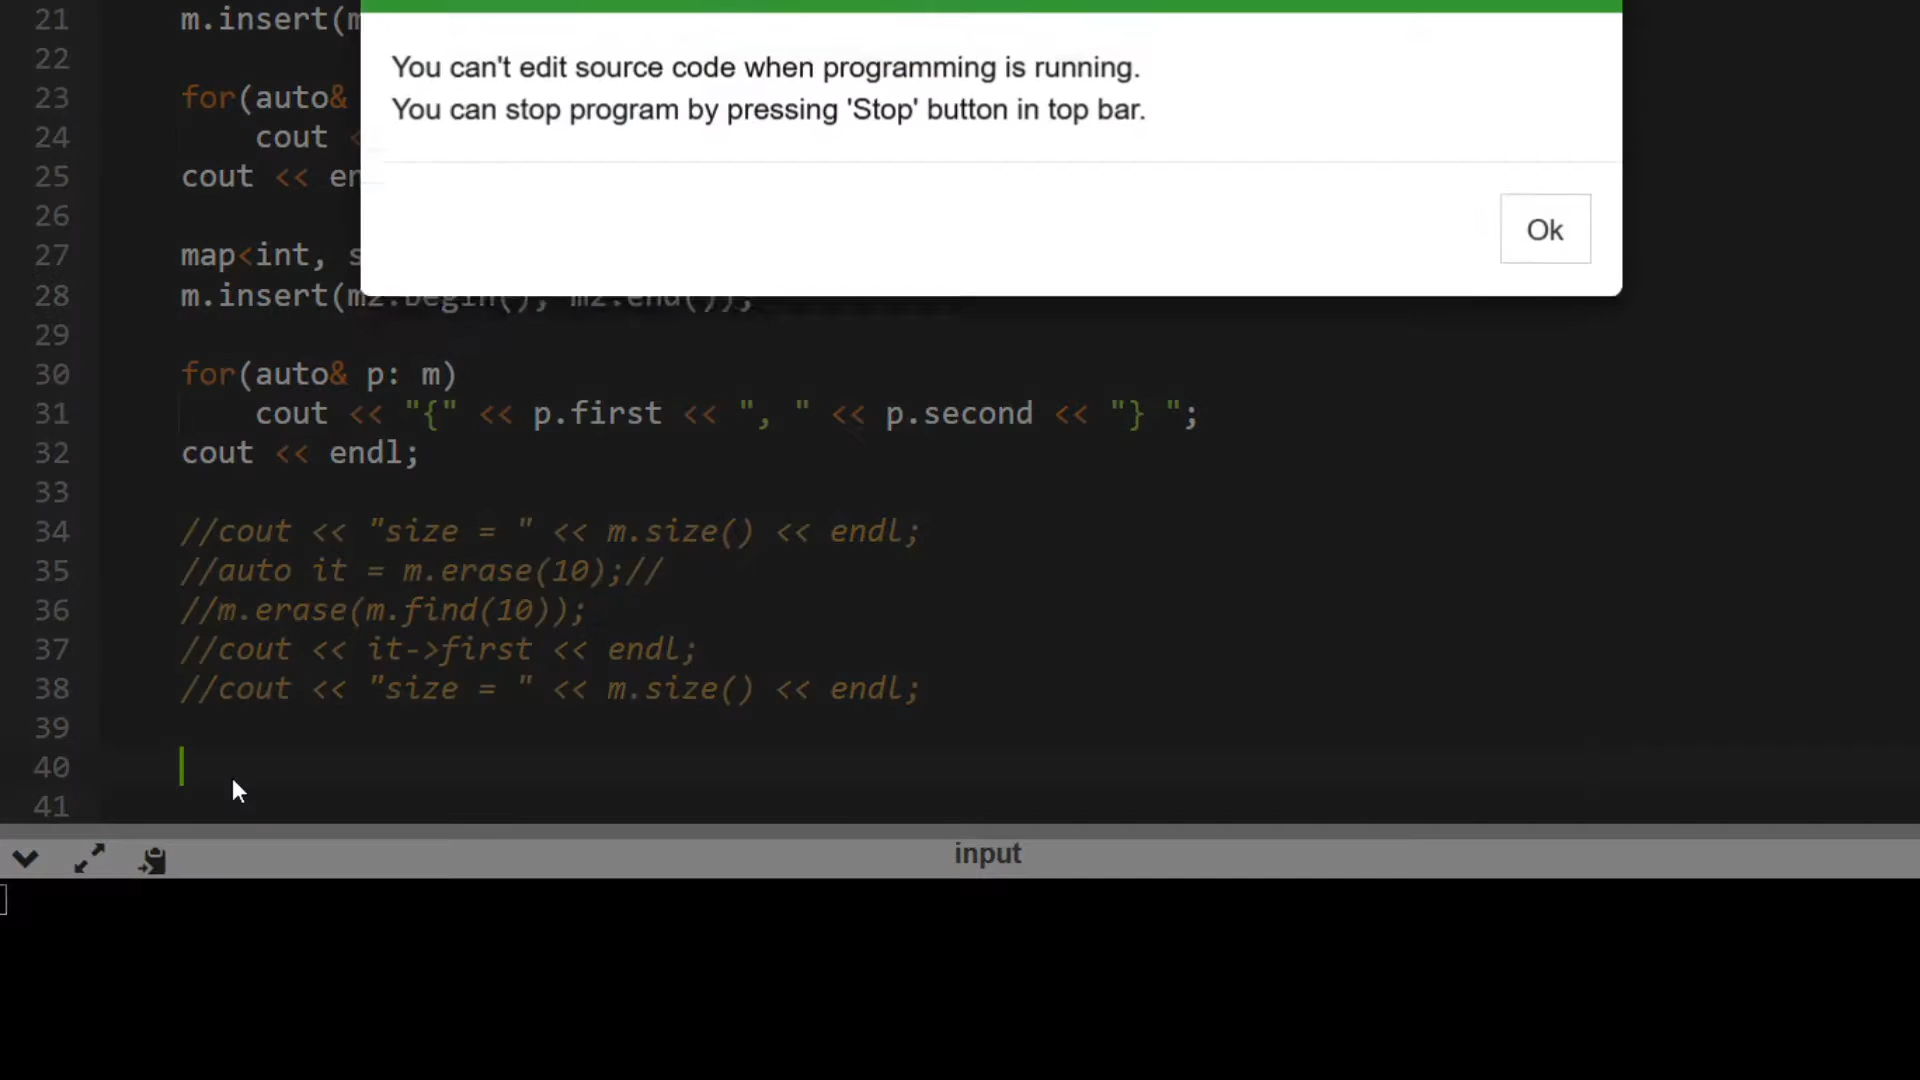 You can't edit source code when programming is running.
You can stop program by pressing 'Stop' button in top bar.
Ok
21 m.insert(m
22
23 for(auto&
24 cout <
25 cout << en
26
27 map<int, s
28 m.insert(m2.begin(), m2.end());
29
30 for(auto& p: m)
31 cout << "{" << p.first << ", " << p.second << "} ";
32 cout << endl;
33
34 //cout << "size = " << m.size() << endl;
35 //auto it = m.erase(10);//
36 //m.erase(m.find(10));
37 //cout << it->first << endl;
38 //cout << "size = " << m.size() << endl;
39
40
41
input